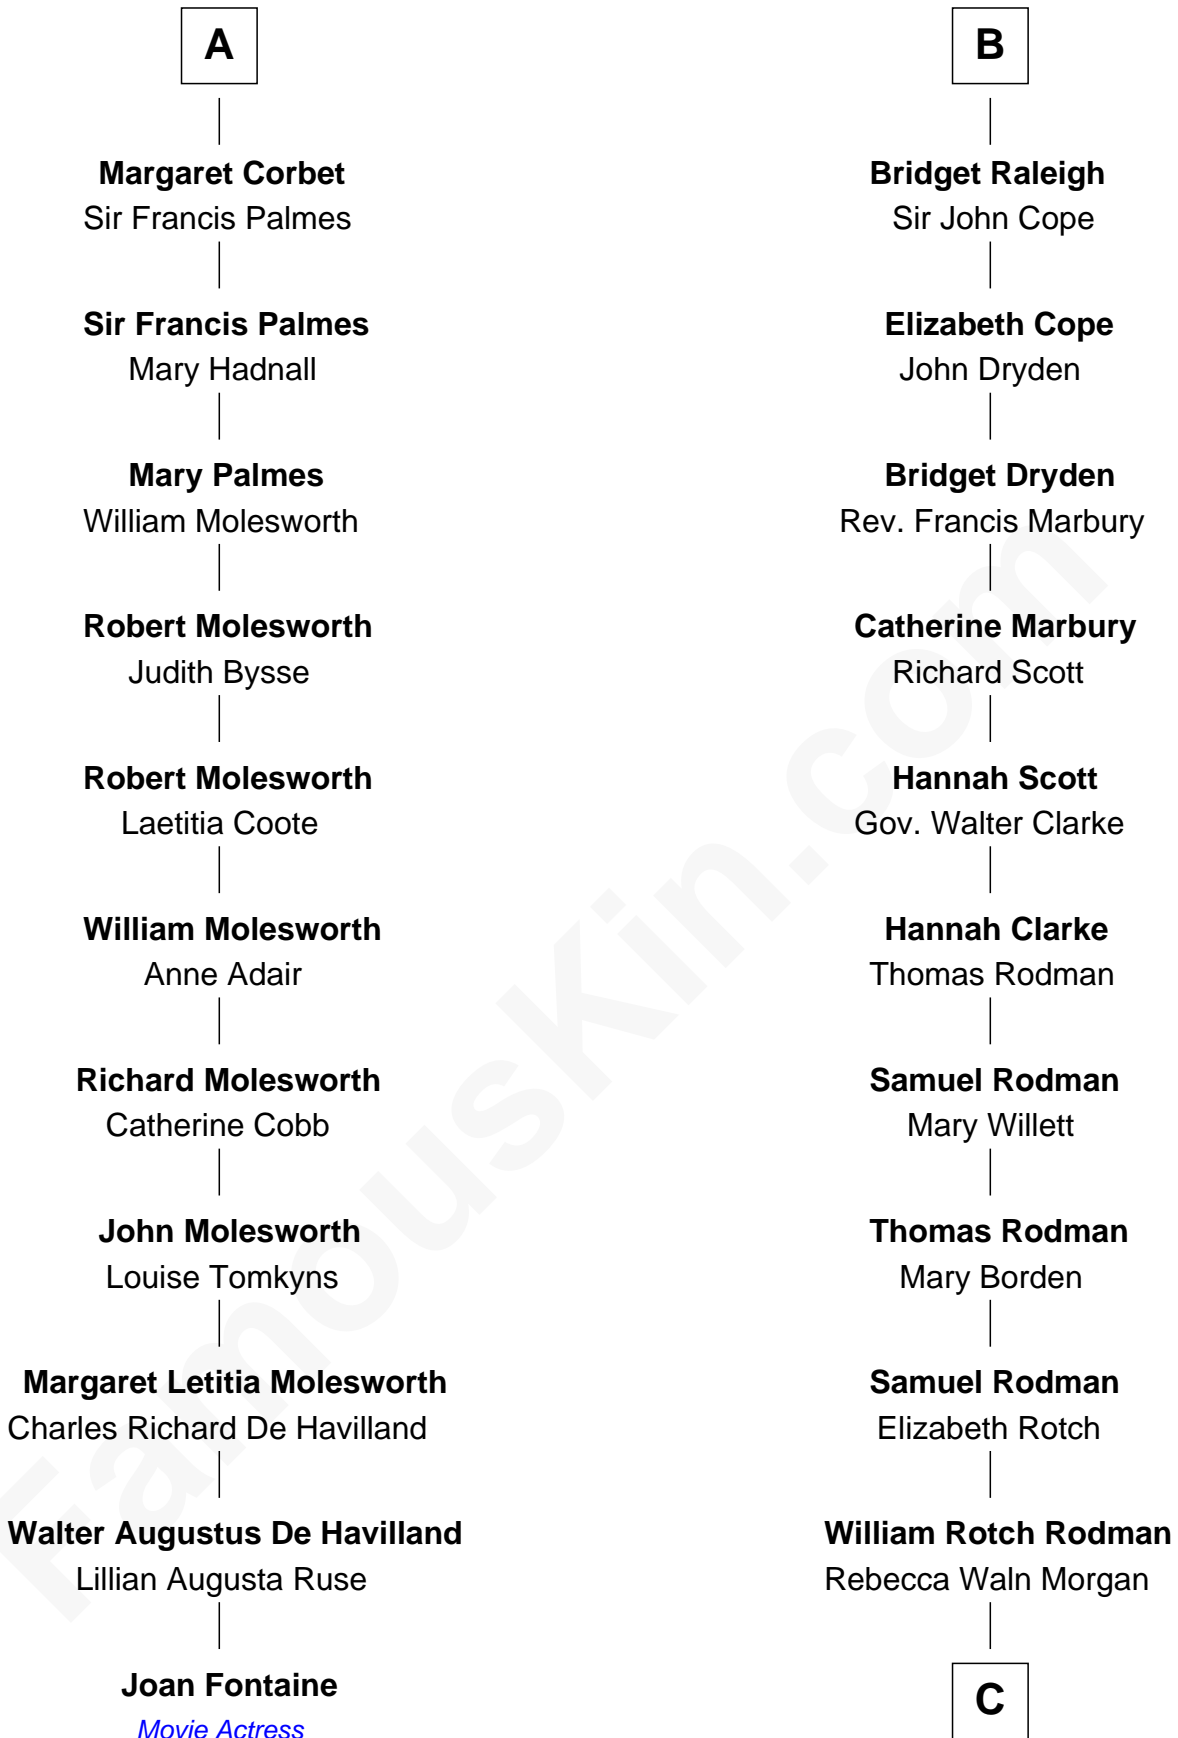 A
Margaret Corbet
Sir Francis Palmes
Sir Francis Palmes
Mary Hadnall
Mary Palmes
William Molesworth
Robert Molesworth
Judith Bysse
Robert Molesworth
Laetitia Coote
William Molesworth
Anne Adair
Richard Molesworth
Catherine Cobb
John Molesworth
Louise Tomkyns
Margaret Letitia Molesworth
Charles Richard De Havilland
Walter Augustus De Havilland
Lillian Augusta Ruse
Joan Fontaine
Movie Actress
B
Bridget Raleigh
Sir John Cope
Elizabeth Cope
John Dryden
Bridget Dryden
Rev. Francis Marbury
Catherine Marbury
Richard Scott
Hannah Scott
Gov. Walter Clarke
Hannah Clarke
Thomas Rodman
Samuel Rodman
Mary Willett
Thomas Rodman
Mary Borden
Samuel Rodman
Elizabeth Rotch
William Rotch Rodman
Rebecca Waln Morgan
C
FamousKin.com